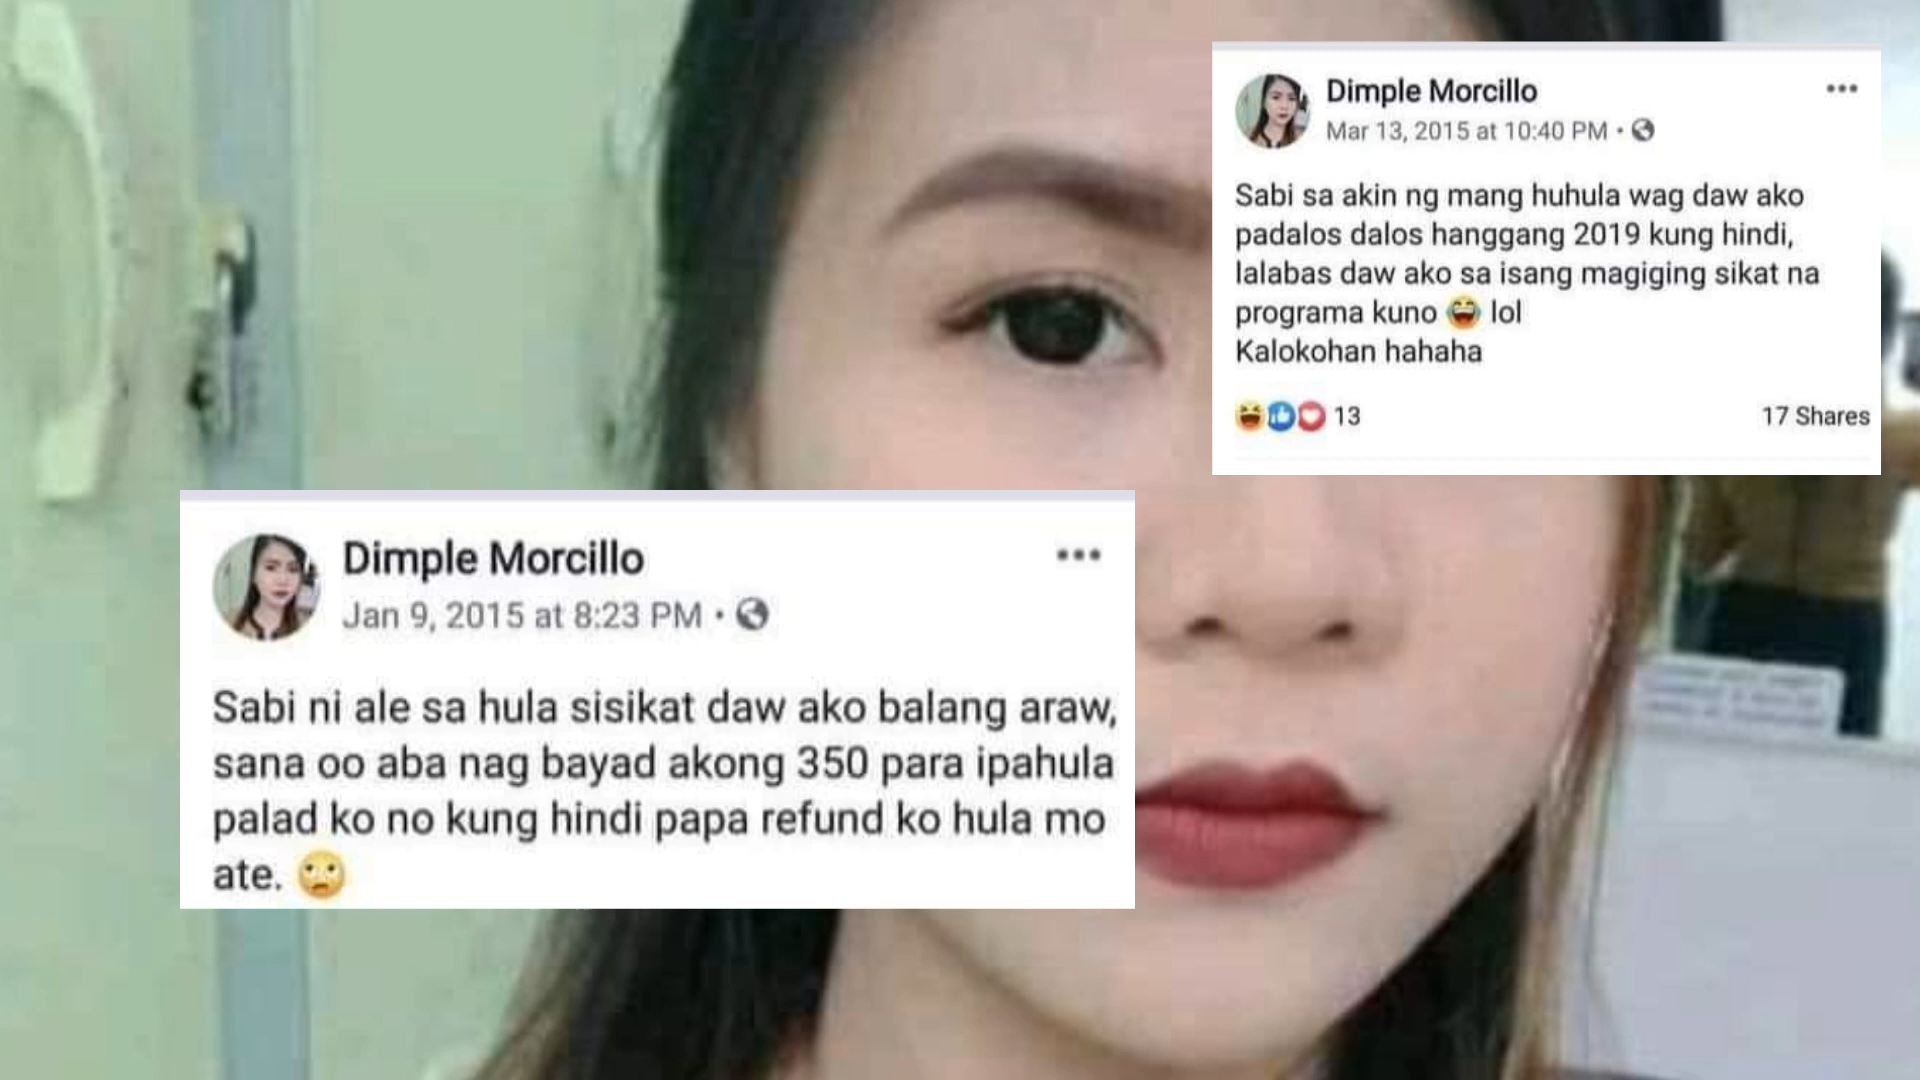 Dimple Morcillo
Mar 13, 2015 at 10:40 PM
Sabi sa akin ng mang huhula wag daw ako
padalos dalos hanggang 2019 kung hindi,
lalabas daw ako sa isang magiging sikat na
programa kuno 😂 lol
Kalokohan hahaha
13
17 Shares
Dimple Morcillo
Jan 9, 2015 at 8:23 PM
Sabi ni ale sa hula sisikat daw ako balang araw,
sana oo aba nag bayad akong 350 para ipahula
palad ko no kung hindi papa refund ko hula mo
ate. 🙄